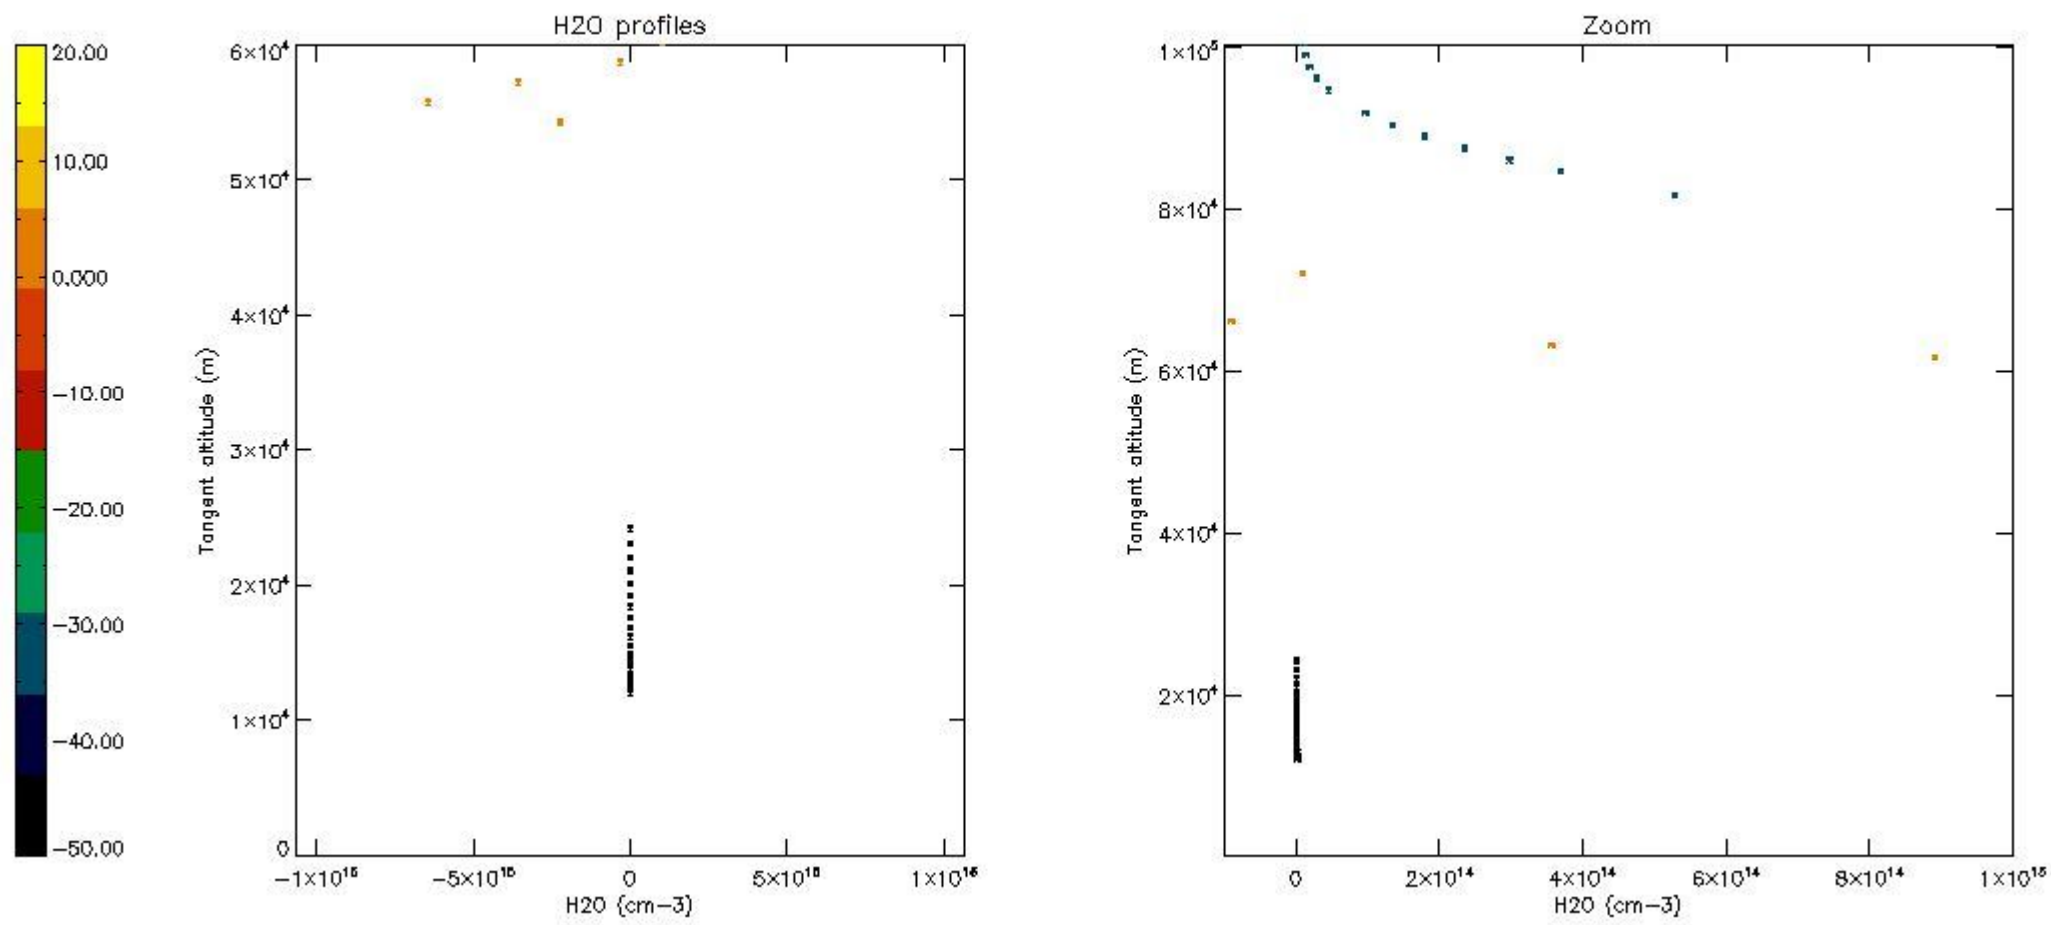 H2O profiles
Zoom
20.00
10.00
0.000
−10.00
−20.00
−30.00
−40.00
−50.00
6×10⁴
5×10⁴
4×10⁴
3×10⁴
2×10⁴
1×10⁴
0
Tangent altitude (m)
−1×10¹⁶ −5×10¹⁵ 0 5×10¹⁵ 1×10¹⁶
H2O (cm−3)
1×10⁵
8×10⁴
6×10⁴
4×10⁴
2×10⁴
Tangent altitude (m)
0 2×10¹⁴ 4×10¹⁴ 6×10¹⁴ 8×10¹⁴ 1×10¹⁵
H2O (cm−3)